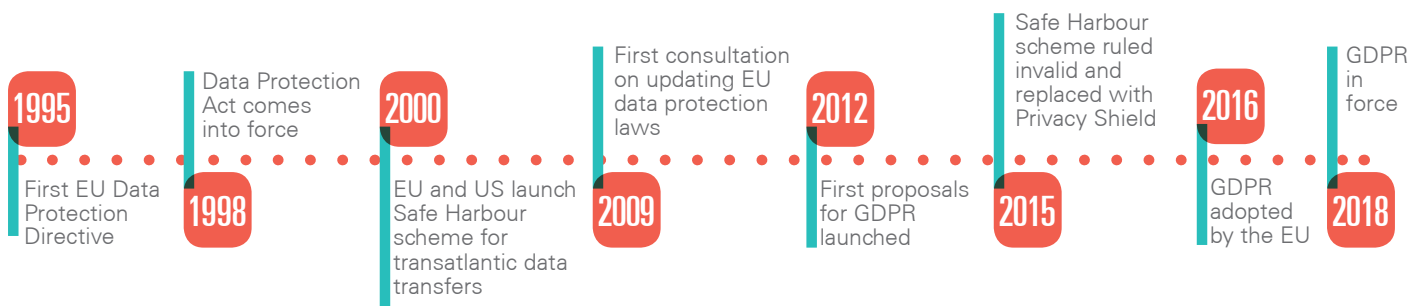 1995
First EU Data
Protection
Directive
Data Protection
Act comes
into force
1998
2000
EU and US launch
Safe Harbour
scheme for
transatlantic data
transfers
First consultation
on updating EU
data protection
laws
2009
2012
First proposals
for GDPR
launched
Safe Harbour
scheme ruled
invalid and
replaced with
Privacy Shield
2015
2016
GDPR
adopted
by the EU
GDPR
in
force
2018